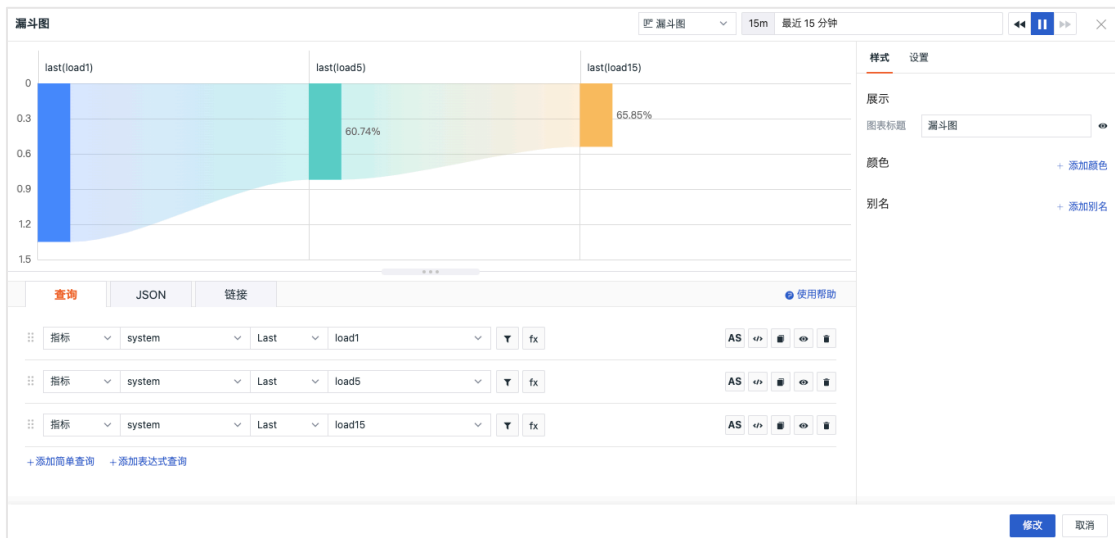 漏斗图 漏斗图 15m 最近 15 分钟
last(load1) last(load5) last(load15)
0
0.3
0.6
0.9
1.2
1.5
60.74%
65.85%
样式 设置
展示
图表标题 漏斗图
颜色 + 添加颜色
别名 + 添加别名
查询 JSON 链接 使用帮助
指标 system Last load1 fx AS </>
指标 system Last load5 fx AS </>
指标 system Last load15 fx AS </>
+添加简单查询 +添加表达式查询
修改 取消